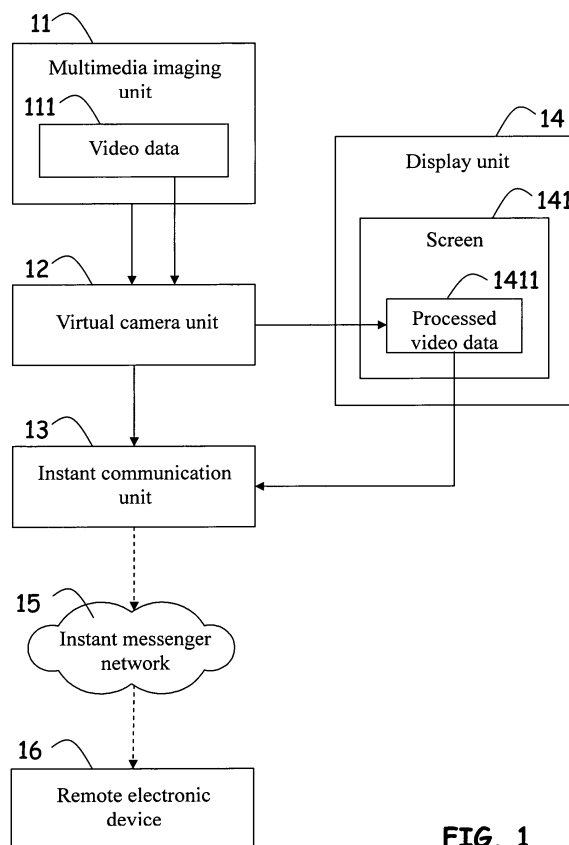 11
Multimedia imaging
unit
111
Video data
14
Display unit
141
Screen
1411
Processed
video data
12
Virtual camera unit
13
Instant communication
unit
15
Instant messenger
network
16
Remote electronic
device
FIG. 1